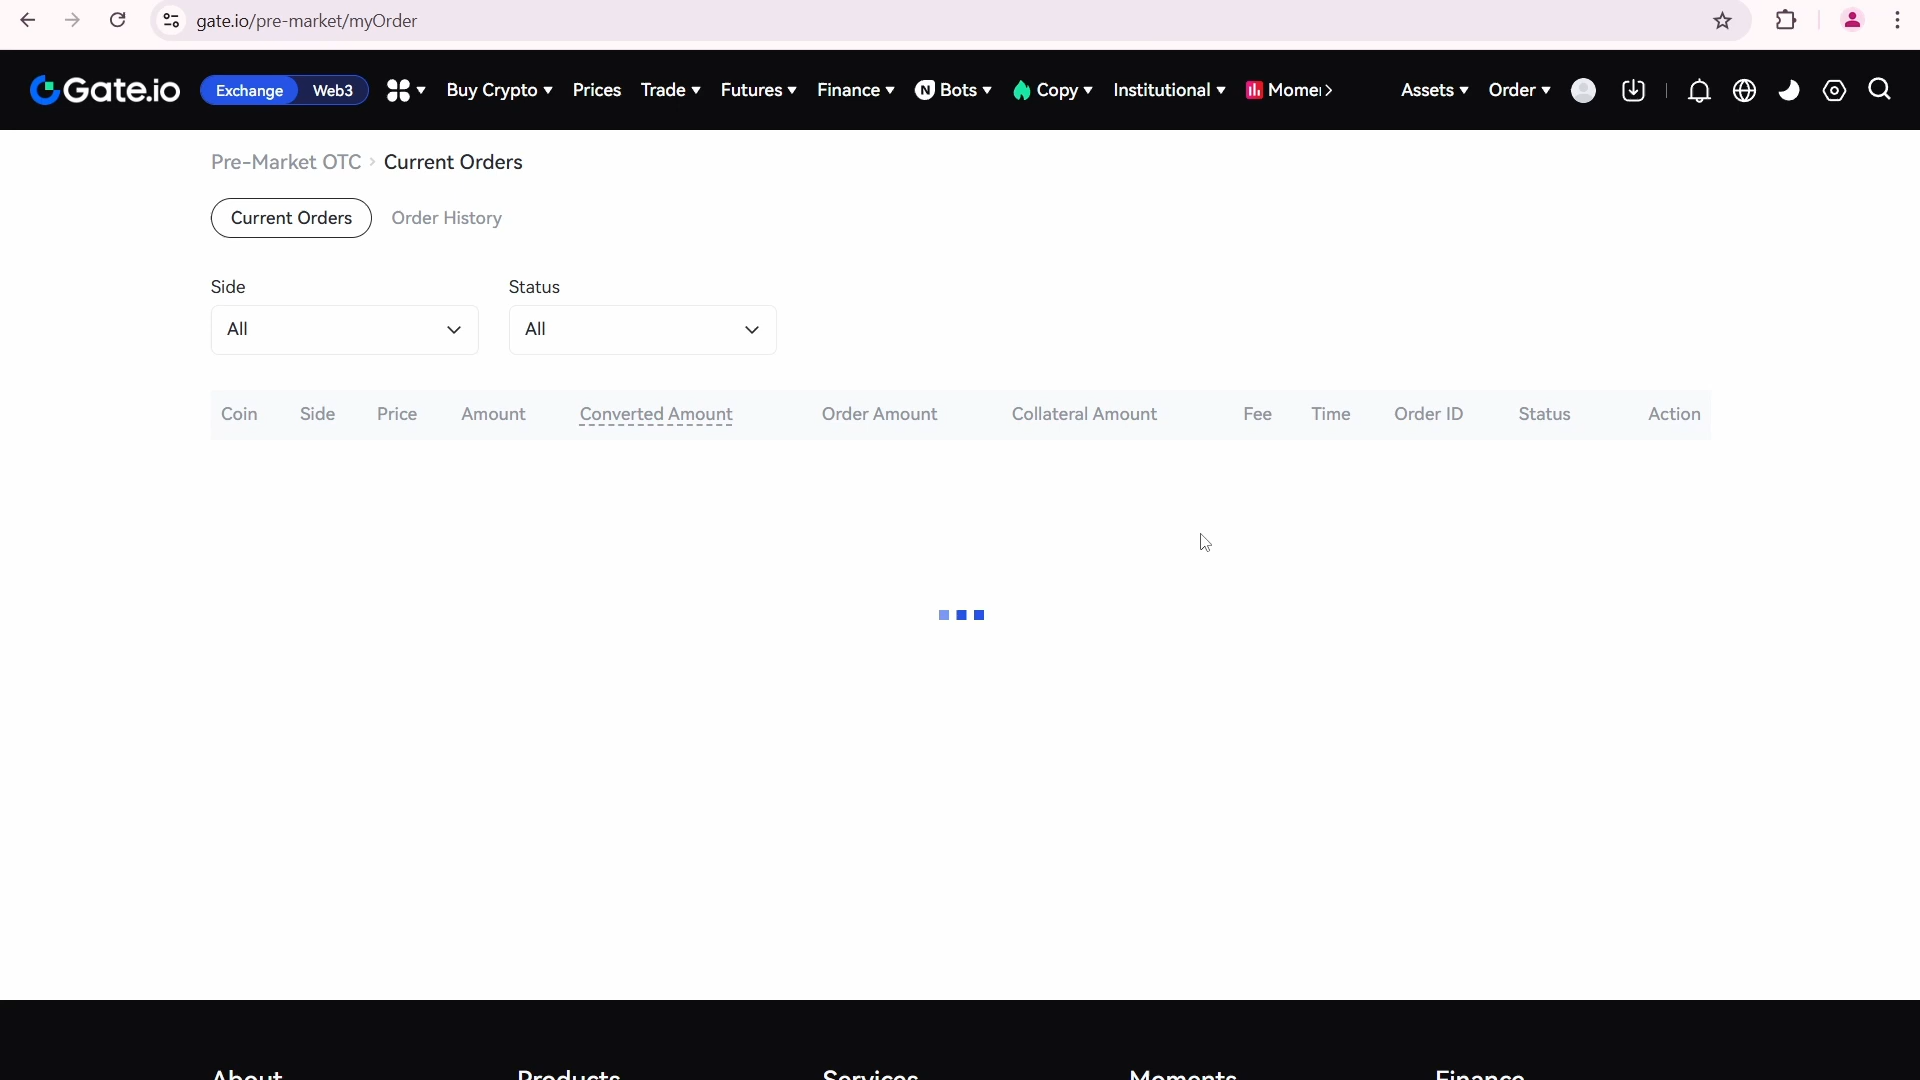 gate.io/pre-market/myOrder
Gate.io Exchange Web3 Buy Crypto Prices Trade Futures Finance N Bots Copy Institutional Mome Assets Order
Pre-Market OTC > Current Orders
Current Orders Order History
Side Status
All All
Coin Side Price Amount Converted Amount Order Amount Collateral Amount Fee Time Order ID Status Action
About Products Services Moments Finance